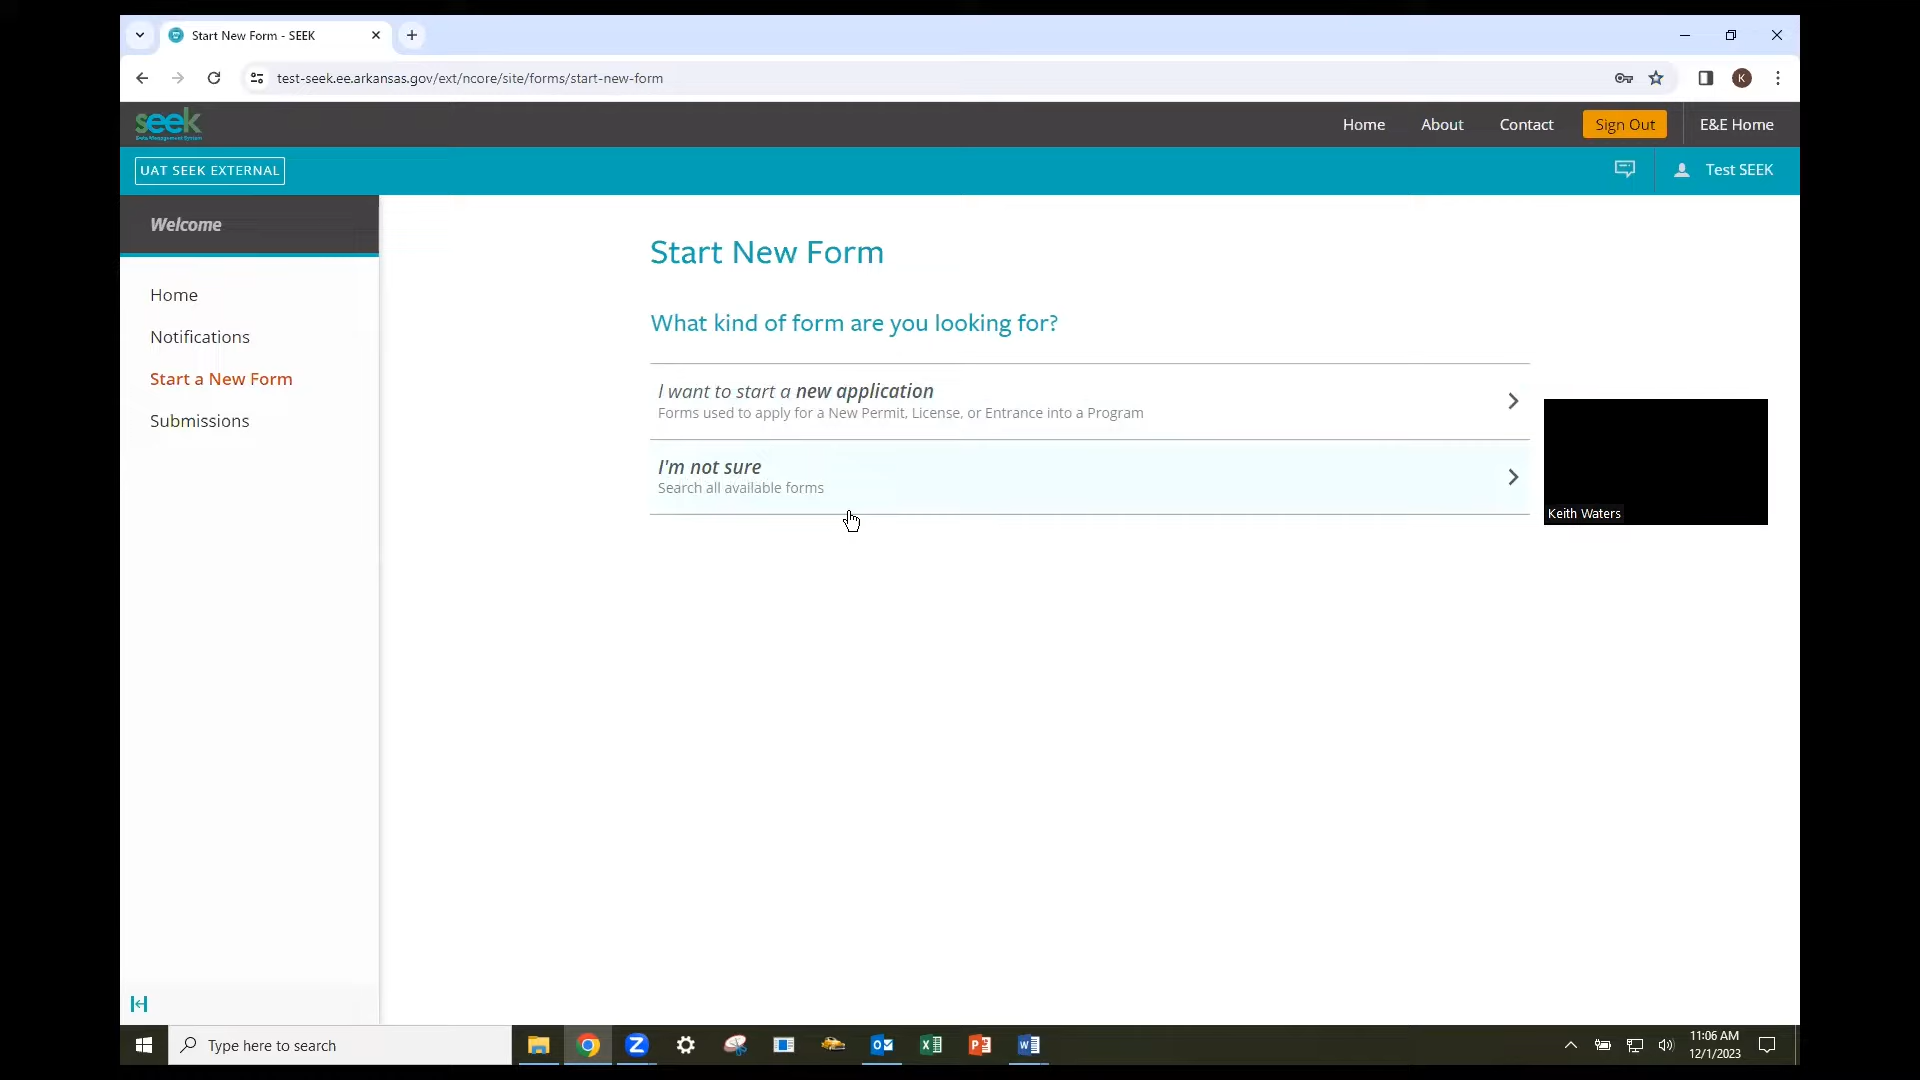 Start New Form - SEEK
test-seek.ee.arkansas.gov/ext/ncore/site/forms/start-new-form
K
seek
Data Management System
Home
About
Contact
Sign Out
E&E Home
UAT SEEK EXTERNAL
Test SEEK
Welcome
Home
Notifications
Start a New Form
Submissions
Start New Form
What kind of form are you looking for?
I want to start a new application
Forms used to apply for a New Permit, License, or Entrance into a Program
I'm not sure
Search all available forms
Keith Waters
Type here to search
11:06 AM
12/1/2023